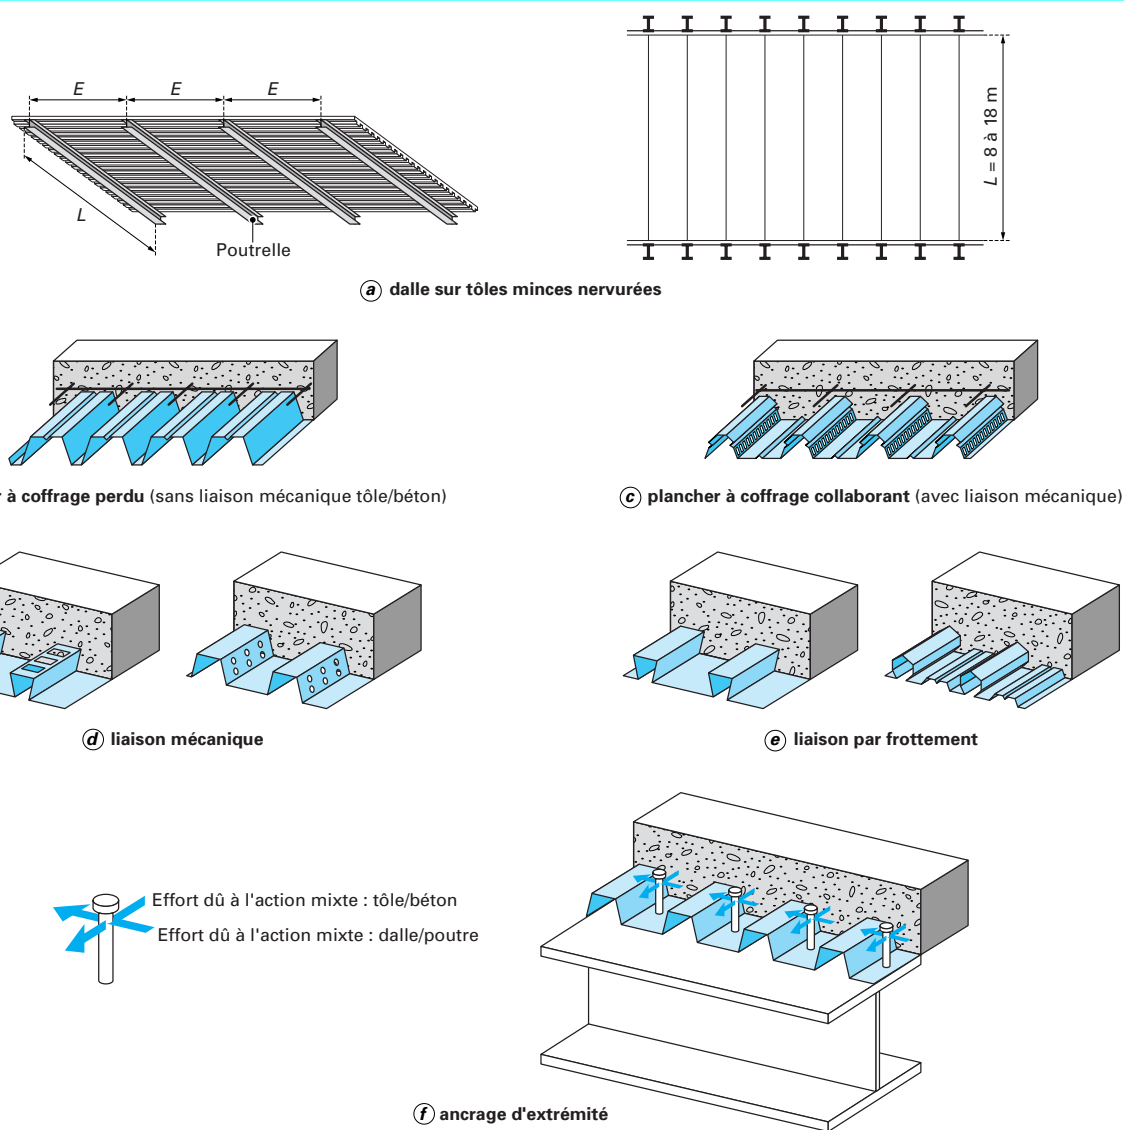 E E E
L
Poutrelle
L = 8 à 18 m
a dalle sur tôles minces nervurées
r à coffrage perdu (sans liaison mécanique tôle/béton)
c plancher à coffrage collaborant (avec liaison mécanique)
d liaison mécanique
e liaison par frottement
Effort dû à l'action mixte : tôle/béton
Effort dû à l'action mixte : dalle/poutre
f ancrage d'extrémité